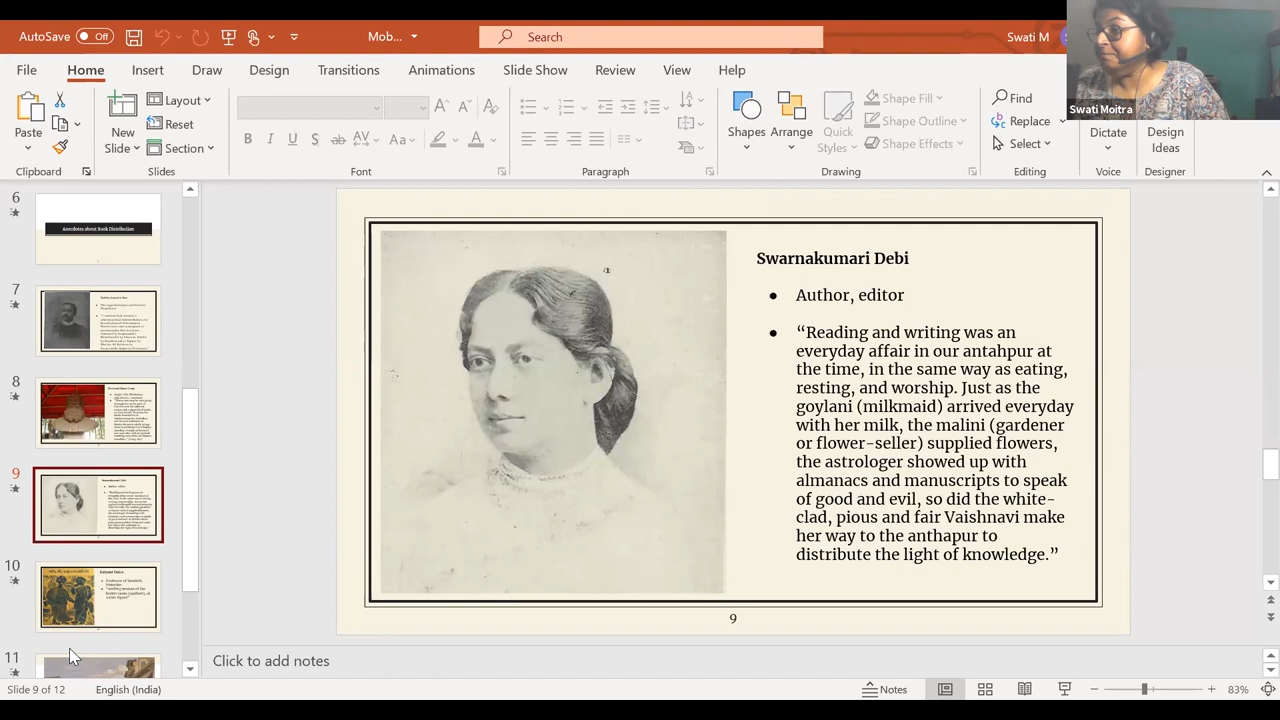 AutoSave Off Mob... Search Swati M
File Home Insert Draw Design Transitions Animations Slide Show Review View Help
Swati Moitra
Paste
New
Slide
Layout
Reset
Section
B I U S ab AV Aa A
Shapes Arrange Quick
Styles
Shape Fill
Shape Outline
Shape Effects
Find
Replace
Select
Dictate
Design
Ideas
Clipboard Slides Font Paragraph Drawing Editing Voice Designer
6
Anecdotes about Book Distribution
7
8
9
10
11
Swarnakumari Debi
• Author, editor
• “Reading and writing was an
everyday affair in our antahpur at
the time, in the same way as eating,
resting, and worship. Just as the
goylani (milkmaid) arrived everyday
with her milk, the malini (gardener
or flower-seller) supplied flowers,
the astrologer showed up with
almanacs and manuscripts to speak
of good and evil, so did the white-
clad, pious and fair Vaishnavi make
her way to the anthapur to
distribute the light of knowledge.”
9
Click to add notes
Slide 9 of 12 English (India) Notes 83%